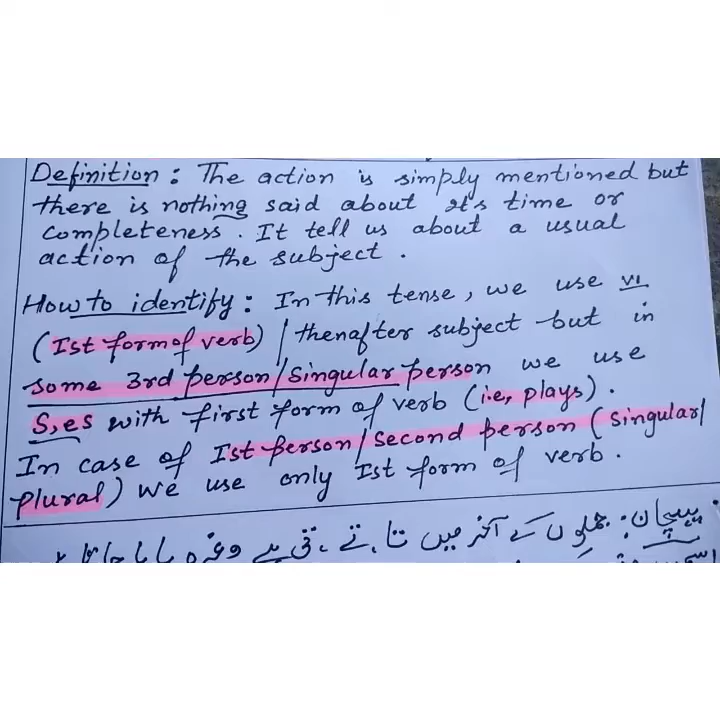 Definition : The action is simply mentioned but
there is nothing said about it's time or
completeness. It tell us about a usual
action of the subject.
How to identify : In this tense, we use V1
(Ist form of verb) / thenafter subject but in
some 3rd person/singular person we use
S, es with first form of verb (i.e, plays).
In case of Ist person/second person (singular/
plural) we use only Ist form of verb.
پہچان: جملوں کے آخر میں تا، تے، تی ہے وغیرہ پایا جاتا